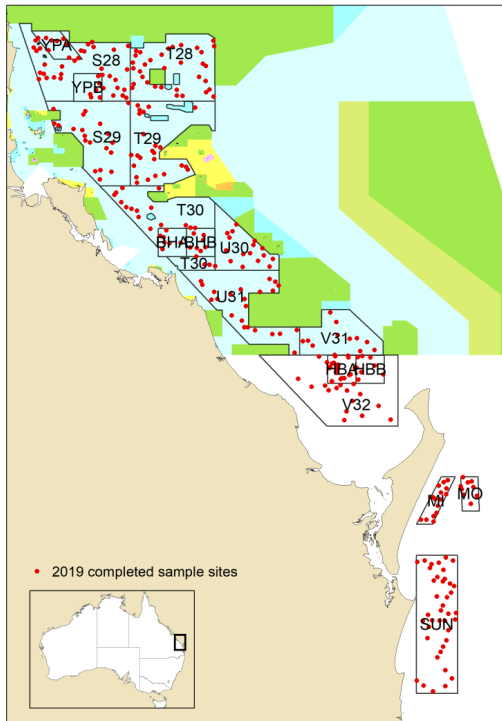 YPA
S28
T28
YPB
S29
T29
T30
BHA
BHB
U30
T30
U31
V31
HBA
HBB
V32
MI
MO
2019 completed sample sites
SUN